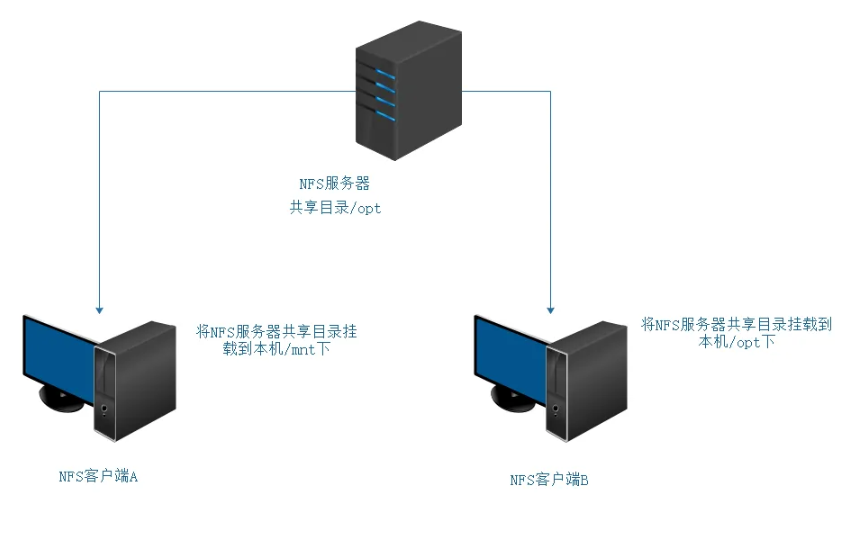 NFS服务器
共享目录/opt
将NFS服务器共享目录挂
载到本机/mnt下
将NFS服务器共享目录挂载到
本机/opt下
NFS客户端A
NFS客户端B